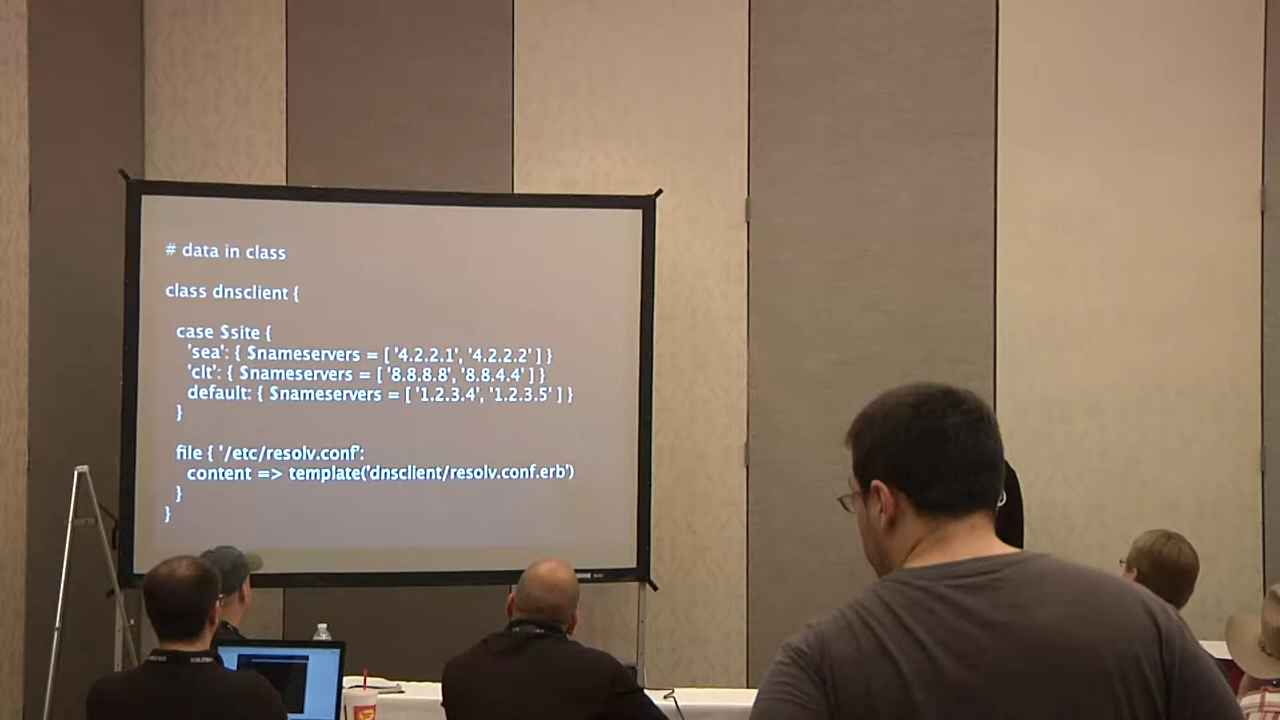 # data in class
class dnsclient {
case $site {
'sea': { $nameservers = [ '4.2.2.1', '4.2.2.2' ] }
'clt': { $nameservers = [ '8.8.8.8', '8.8.4.4' ] }
default: { $nameservers = [ '1.2.3.4', '1.2.3.5' ] }
}
file { '/etc/resolv.conf':
content => template('dnsclient/resolv.conf.erb')
}
}